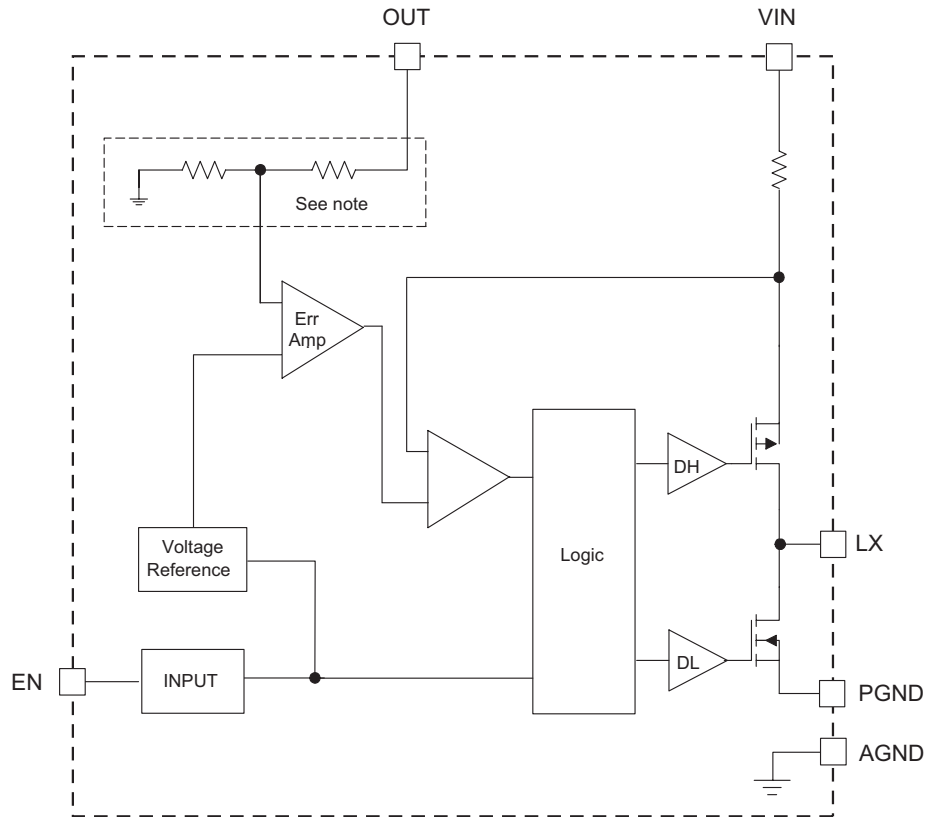 OUT
VIN
See note
Err
Amp
DH
Voltage
Reference
Logic
LX
DL
EN
INPUT
PGND
AGND